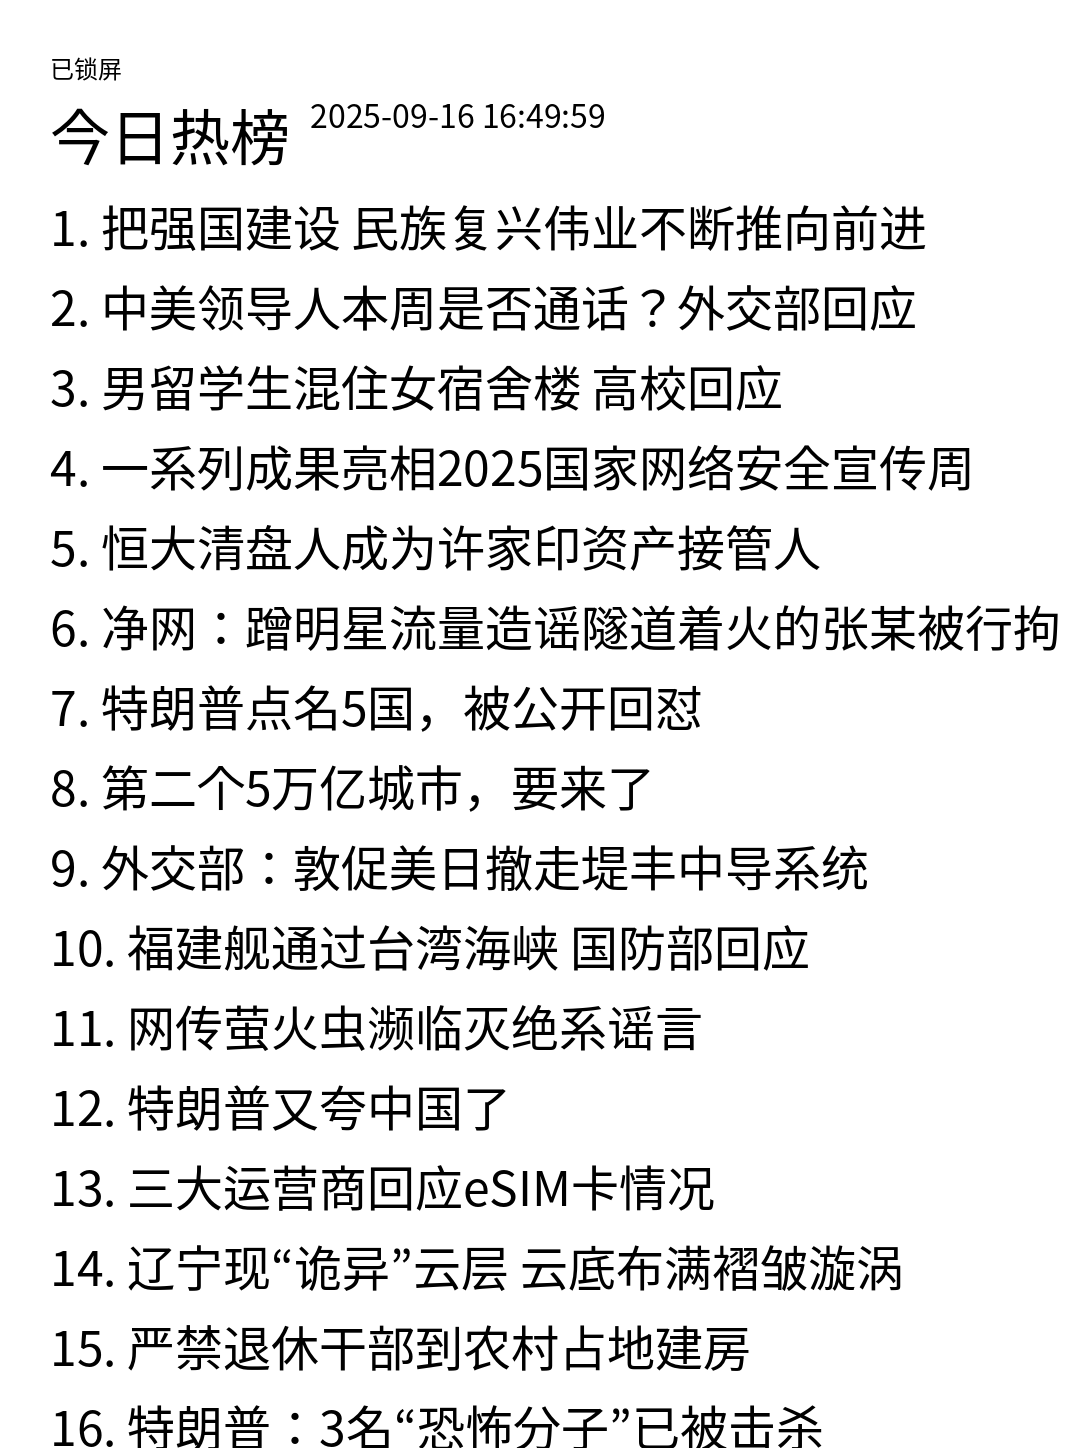 已锁屏
今日热榜 2025-09-16 16:49:59
1. 把强国建设 民族复兴伟业不断推向前进
2. 中美领导人本周是否通话？外交部回应
3. 男留学生混住女宿舍楼 高校回应
4. 一系列成果亮相2025国家网络安全宣传周
5. 恒大清盘人成为许家印资产接管人
6. 净网：蹭明星流量造谣隧道着火的张某被行拘
7. 特朗普点名5国，被公开回怼
8. 第二个5万亿城市，要来了
9. 外交部：敦促美日撤走堤丰中导系统
10. 福建舰通过台湾海峡 国防部回应
11. 网传萤火虫濒临灭绝系谣言
12. 特朗普又夸中国了
13. 三大运营商回应eSIM卡情况
14. 辽宁现“诡异”云层 云底布满褶皱漩涡
15. 严禁退休干部到农村占地建房
16. 特朗普：3名“恐怖分子”已被击杀